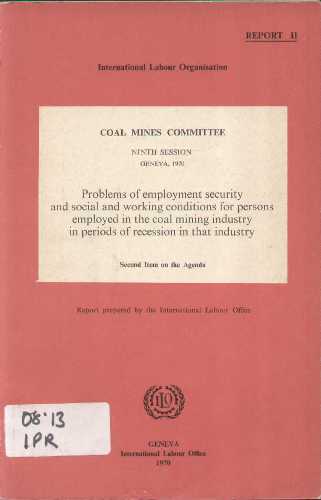 REPORT II
International Labour Organisation
COAL MINES COMMITTEE
NINTH SESSION
GENEVA, 1970
Problems of employment security
and social and working conditions for persons
employed in the coal mining industry
in periods of recession in that industry
Second Item on the Agenda
Report prepared by the International Labour Office
ILO
08.13
IPR
GENEVA
International Labour Office
1970